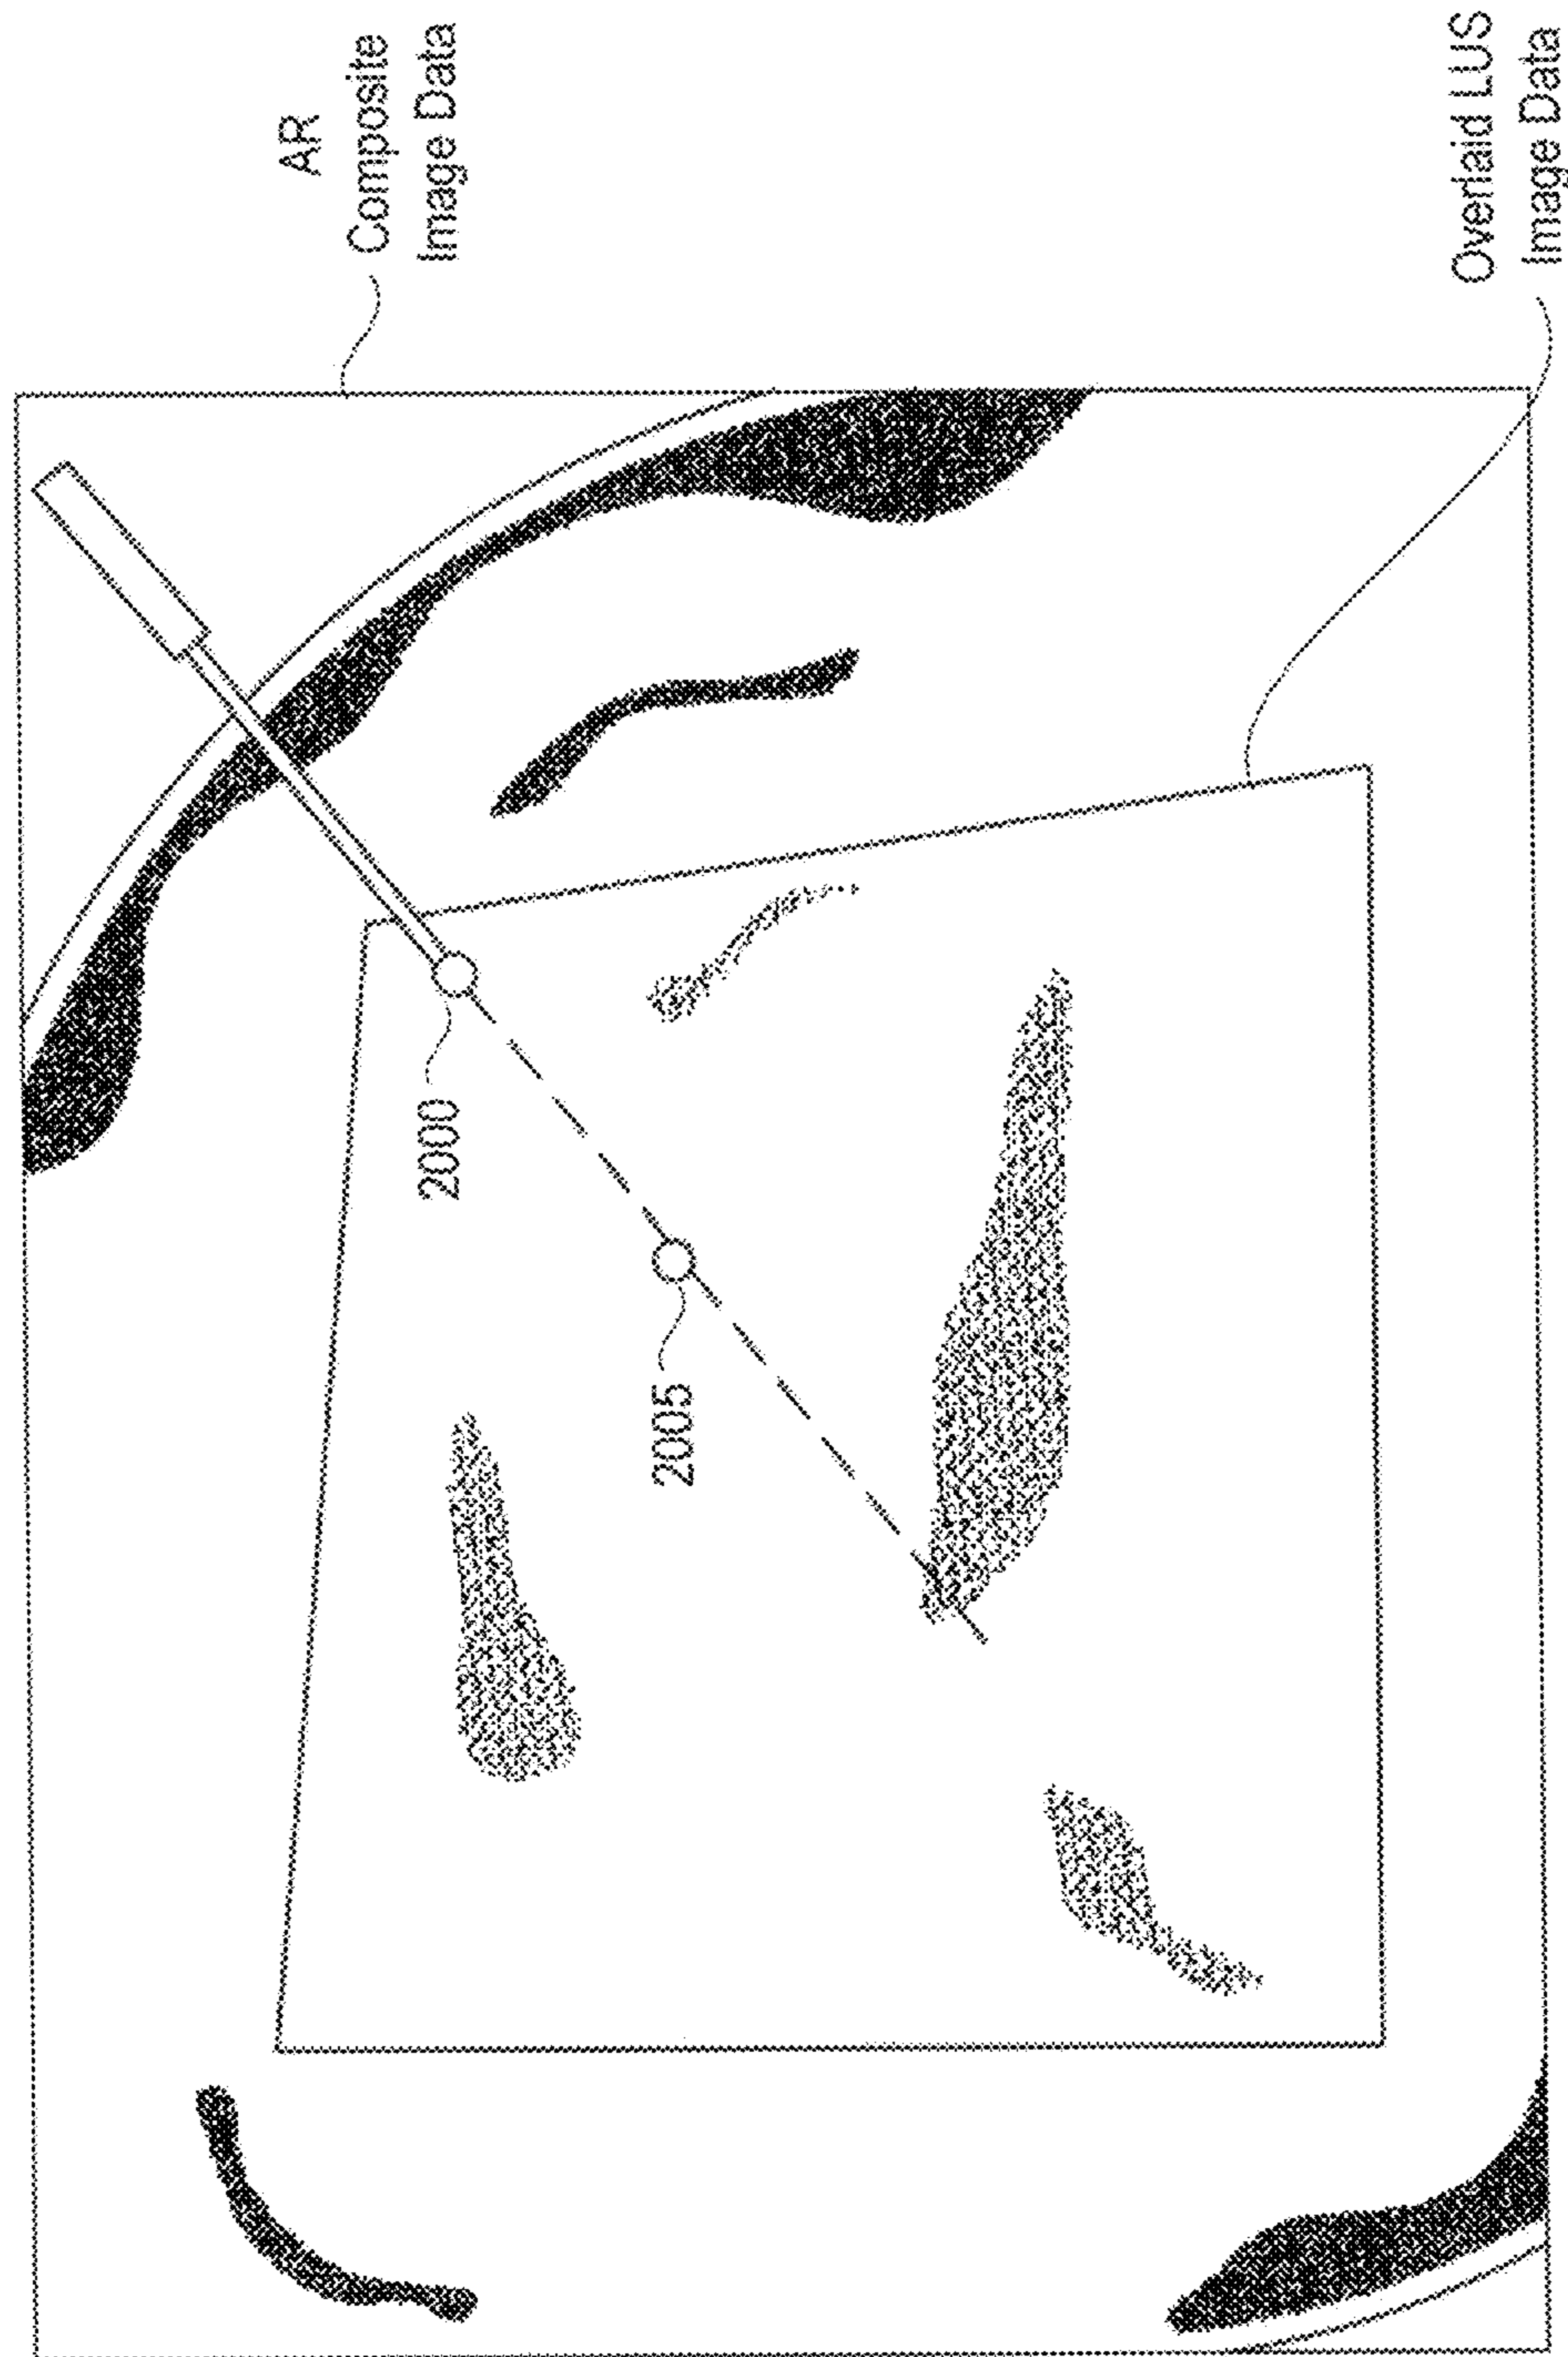 AR
Composite
Image Data
Overlaid LUS
Image Data
2000
2005